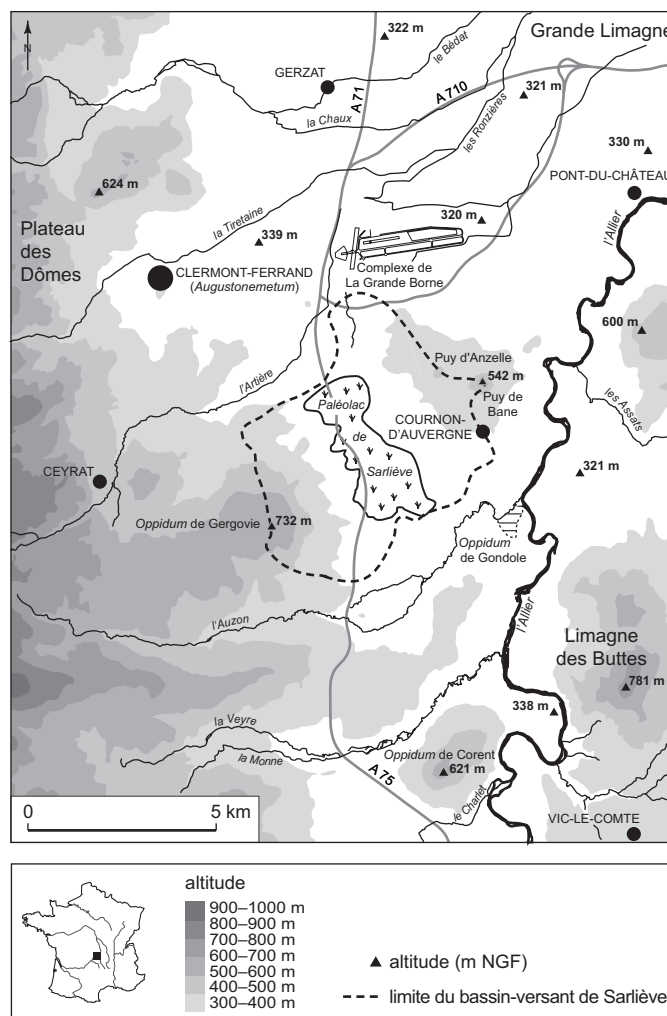 322 m
Grande Limagne
le Bédat
GERZAT
A 71
A 710
321 m
la Chaux
les Ronzières
330 m
624 m
PONT-DU-CHÂTEAU
la Tiretaine
320 m
l'Allier
Plateau
des
Dômes
339 m
CLERMONT-FERRAND
(Augustonemetum)
Complexe de
La Grande Borne
600 m
Puy d'Anzelle
542 m
l'Artière
Puy de
Bane
les Assats
Paléolac
de
Sarliève
COURNON-
D'AUVERGNE
CEYRAT
321 m
Oppidum de Gergovie
732 m
Oppidum
de Gondole
l'Auzon
l'Allier
Limagne
des Buttes
781 m
338 m
la Veyre
la Monne
Oppidum de Corent
621 m
A 75
le Charlet
VIC-LE-COMTE
0
5 km
N
altitude
900–1000 m
800–900 m
700–800 m
600–700 m
500–600 m
400–500 m
300–400 m
altitude (m NGF)
limite du bassin-versant de Sarliève